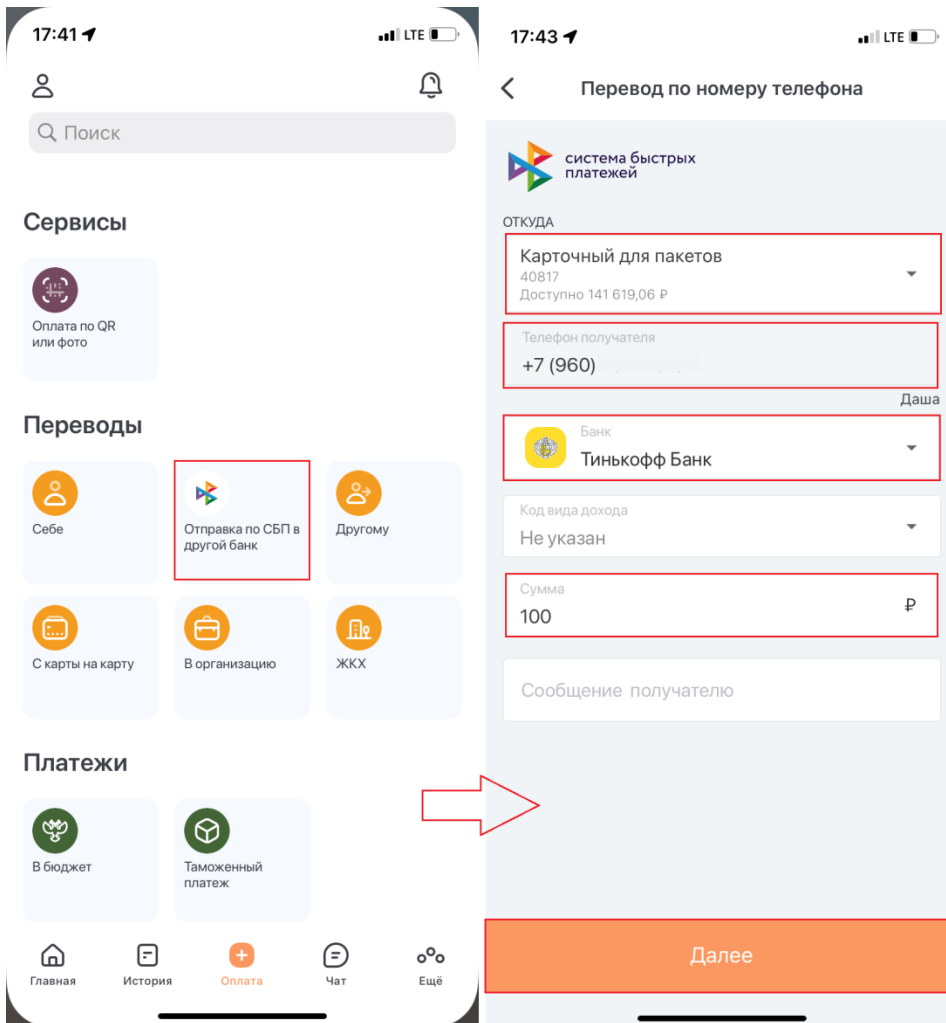 17:41
LTE
Поиск
Сервисы
Оплата по QR
или фото
Переводы
Себе
Отправка по СБП в
другой банк
Другому
С карты на карту
В организацию
ЖКХ
Платежи
В бюджет
Таможенный
платеж
Главная
История
Оплата
Чат
Ещё
17:43
LTE
Перевод по номеру телефона
система быстрых
платежей
ОТКУДА
Карточный для пакетов
40817
Доступно 141 619,06 ₽
Телефон получателя
+7 (960)
Даша
Банк
Тинькофф Банк
Код вида дохода
Не указан
Сумма
100
₽
Сообщение получателю
Далее